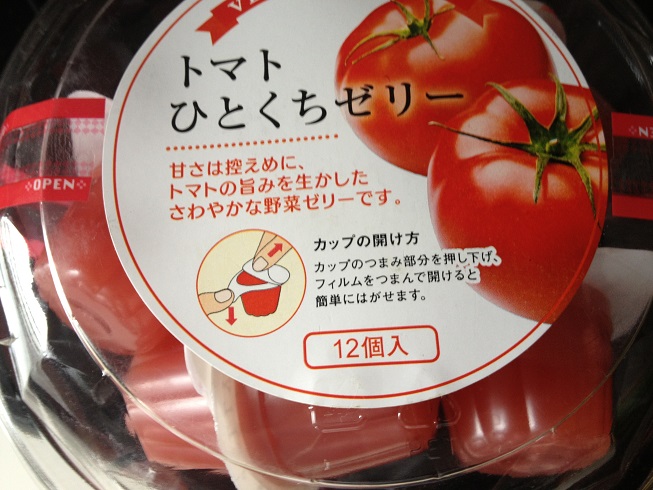 トマト
ひとくちゼリー
甘さは控えめに、
トマトの旨みを生かした
さわやかな野菜ゼリーです。
OPEN
カップの開け方
カップのつまみ部分を押し下げ、
フィルムをつまんで開けると
簡単にはがせます。
12個入